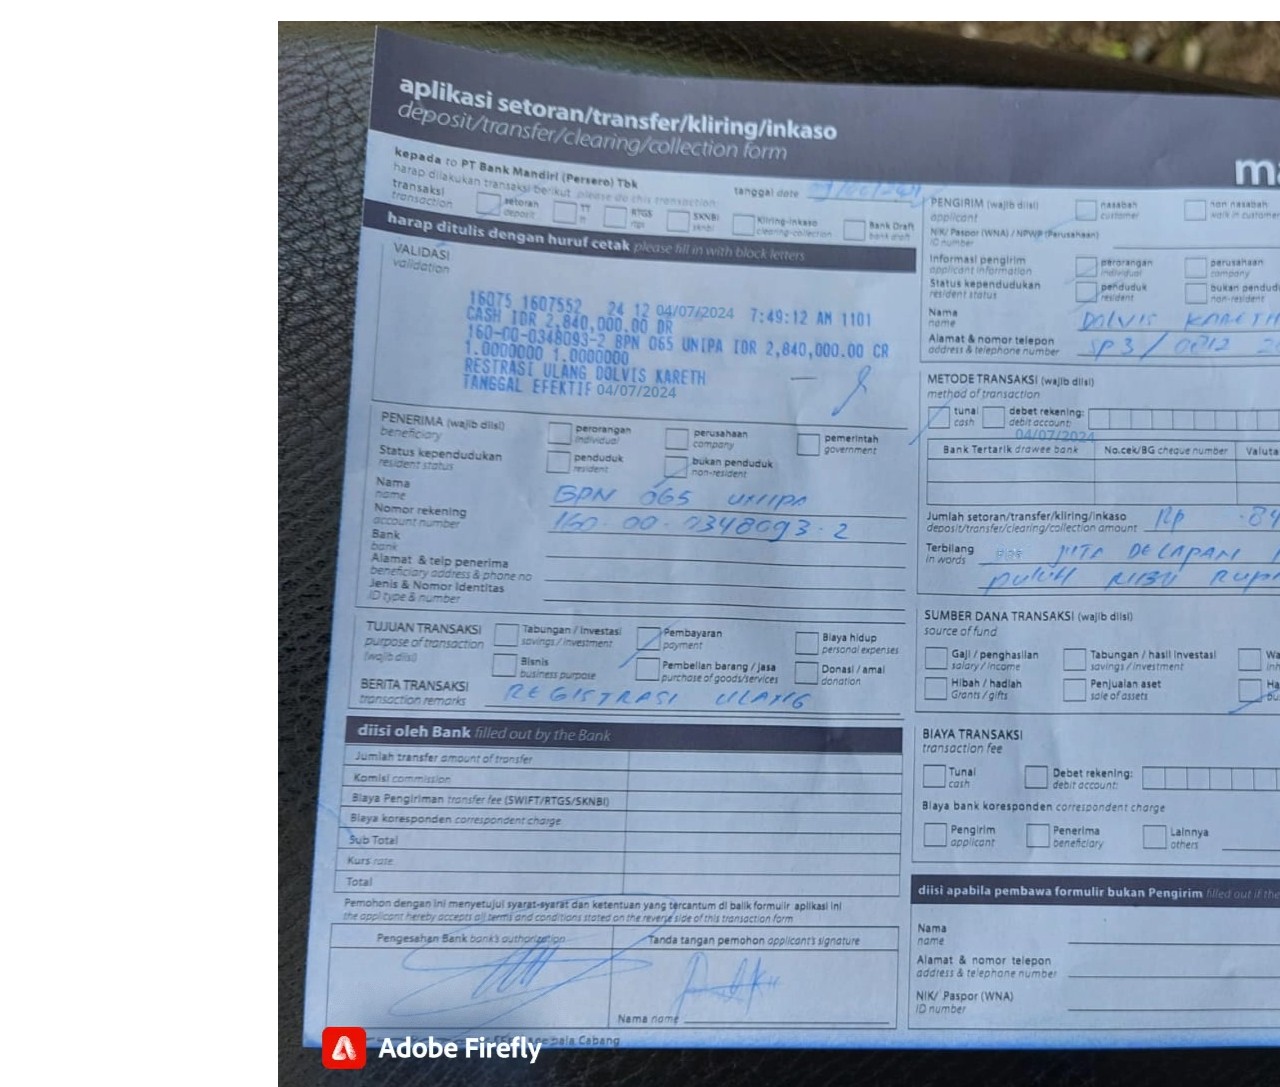 aplikasi setoran/transfer/kliring/inkaso
deposit/transfer/clearing/collection form
ma
kepada to PT Bank Mandiri (Persero) Tbk
harap dilakukan transaksi berikut please do this transaction:
tanggal date
transaksi
transaction
setoran
deposit
TT
tt
RTGS
rtgs
SKNBI
sknbi
Kliring-inkaso
clearing-collection
Bank Draft
bank draft
harap ditulis dengan huruf cetak please fill in with block letters
VALIDASI
validation
16075 1607552 24 12 04/07/2024 7:49:12 AM 1101
CASH IDR 2,840,000.00 DR
160-00-0348093-2 BPN 065 UNIPA IDR 2,840,000.00 CR
1.0000000 1.0000000
RESTRASI ULANG DOLVIS KARETH
TANGGAL EFEKTIF 04/07/2024
PENERIMA (wajib diisi)
beneficiary
perorangan
individual
perusahaan
company
pemerintah
government
Status kependudukan
resident status
penduduk
resident
bukan penduduk
non-resident
Nama
name
BPN 065 UNIPA
Nomor rekening
account number
160-00-0348093-2
Bank
bank
Alamat & telp penerima
beneficiary address & phone no
Jenis & Nomor Identitas
ID type & number
TUJUAN TRANSAKSI
purpose of transaction
(wajib diisi)
Tabungan / Investasi
savings / investment
Pembayaran
payment
Biaya hidup
personal expenses
Bisnis
business purpose
Pembelian barang / jasa
purchase of goods/services
Donasi / amal
donation
BERITA TRANSAKSI
transaction remarks
REGISTRASI ULANG
diisi oleh Bank filled out by the Bank
Jumlah transfer amount of transfer
Komisi commission
Biaya Pengiriman transfer fee (SWIFT/RTGS/SKNBI)
Biaya koresponden correspondent charge
Sub Total
Kurs rate
Total
Pemohon dengan ini menyetujui syarat-syarat dan ketentuan yang tercantum di balik formulir aplikasi ini
the applicant hereby accepts all terms and conditions stated on the reverse side of this transaction form
Pengesahan Bank bank's authorization
Tanda tangan pemohon applicant's signature
Nama name
pala Cabang
PENGIRIM (wajib diisi)
applicant
nasabah
customer
non nasabah
walk in customer
NIK/ Paspor (WNA) / NPWP (Perusahaan)
ID number
Informasi pengirim
applicant information
perorangan
individual
perusahaan
company
Status kependudukan
resident status
penduduk
resident
bukan pendud
non-resident
Nama
name
DOLVIS KARETH
Alamat & nomor telepon
address & telephone number
SP 3 / 0812
METODE TRANSAKSI (wajib diisi)
method of transaction
tunai
cash
debet rekening:
debit account:
04/07/2024
Bank Tertarik drawee bank
No.cek/BG cheque number
Valuta
Jumlah setoran/transfer/kliring/inkaso
deposit/transfer/clearing/collection amount
Rp .84
Terbilang
in words
JUTA DELAPAN
PULUH RIBU RUPI
SUMBER DANA TRANSAKSI (wajib diisi)
source of fund
Gaji / penghasilan
salary / income
Tabungan / hasil investasi
savings / investment
Wa
inh
Hibah / hadiah
Grants / gifts
Penjualan aset
sale of assets
Ha
bus
BIAYA TRANSAKSI
transaction fee
Tunai
cash
Debet rekening:
debit account:
Biaya bank koresponden correspondent charge
Pengirim
applicant
Penerima
beneficiary
Lainnya
others
diisi apabila pembawa formulir bukan Pengirim filled out if the
Nama
name
Alamat & nomor telepon
address & telephone number
NIK/ Paspor (WNA)
ID number
Adobe Firefly